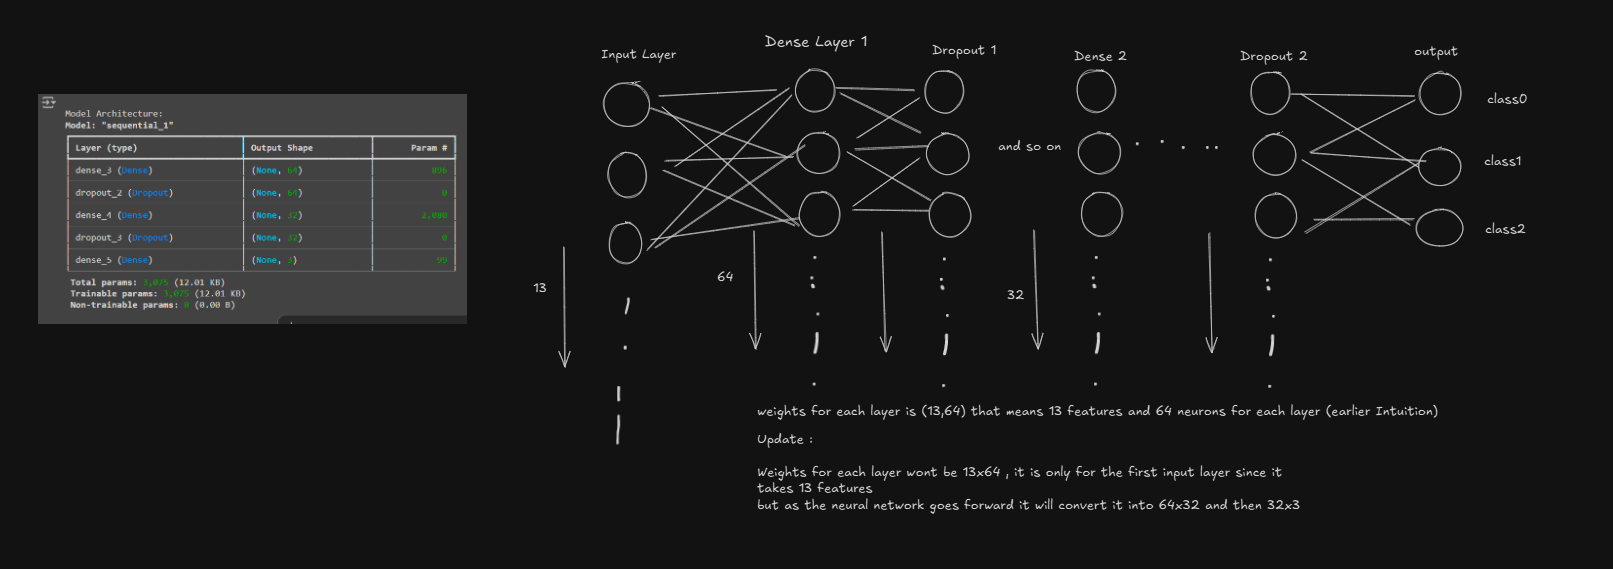 Model Architecture:
Model: "sequential_1"
Layer (type) Output Shape Param #
dense_3 (Dense) (None, 64) 896
dropout_2 (Dropout) (None, 64) 0
dense_4 (Dense) (None, 32) 2,080
dropout_3 (Dropout) (None, 32) 0
dense_5 (Dense) (None, 3) 99
Total params: 3,075 (12.01 KB)
Trainable params: 3,075 (12.01 KB)
Non-trainable params: 0 (0.00 B)
Input Layer
Dense Layer 1
Dropout 1
Dense 2
Dropout 2
output
class0
and so on
class1
class2
13
64
32
weights for each layer is (13,64) that means 13 features and 64 neurons for each layer (earlier Intuition)
Update :
Weights for each layer wont be 13x64 , it is only for the first input layer since it
takes 13 features
but as the neural network goes forward it will convert it into 64x32 and then 32x3